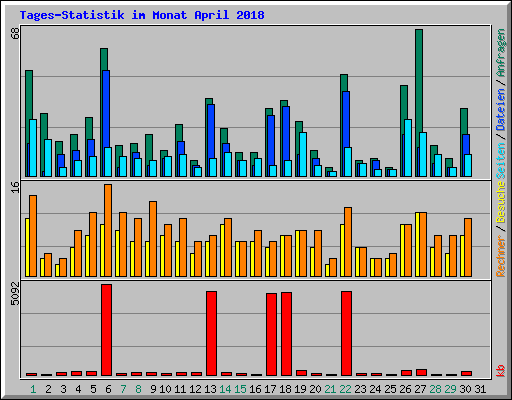 Tages-Statistik im Monat April 2018
68
16
5092
Rechner / Besuche Seiten / Dateien / Anfragen
kb
1 2 3 4 5 6 7 8 9 10 11 12 13 14 15 16 17 18 19 20 21 22 23 24 25 26 27 28 29 30 31